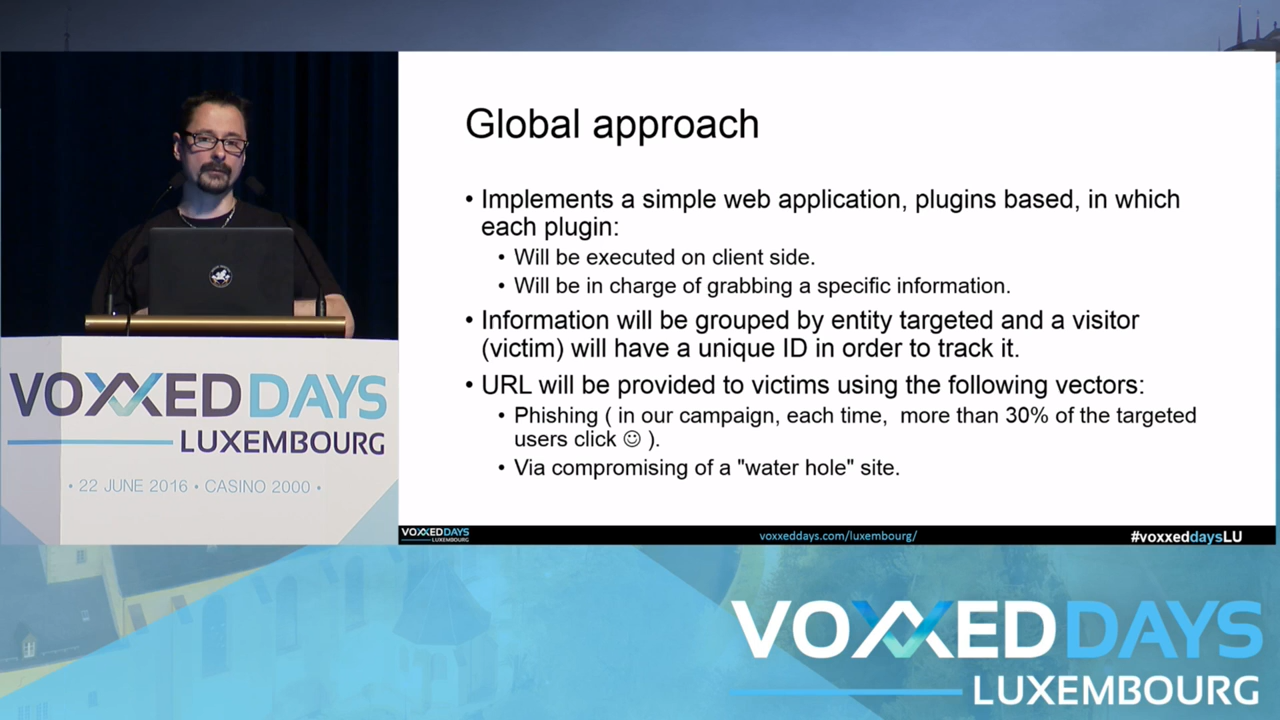 Global approach
• Implements a simple web application, plugins based, in which
each plugin:
• Will be executed on client side.
• Will be in charge of grabbing a specific information.
• Information will be grouped by entity targeted and a visitor
(victim) will have a unique ID in order to track it.
• URL will be provided to victims using the following vectors:
• Phishing ( in our campaign, each time,  more than 30% of the targeted
users click ☺ ).
• Via compromising of a "water hole" site.
VOXXED DAYS
LUXEMBOURG
• 22 JUNE 2016 • CASINO 2000 •
VOXXEDDAYS
LUXEMBOURG
voxxeddays.com/luxembourg/
#voxxeddaysLU
VOXXEDDAYS
LUXEMBOURG